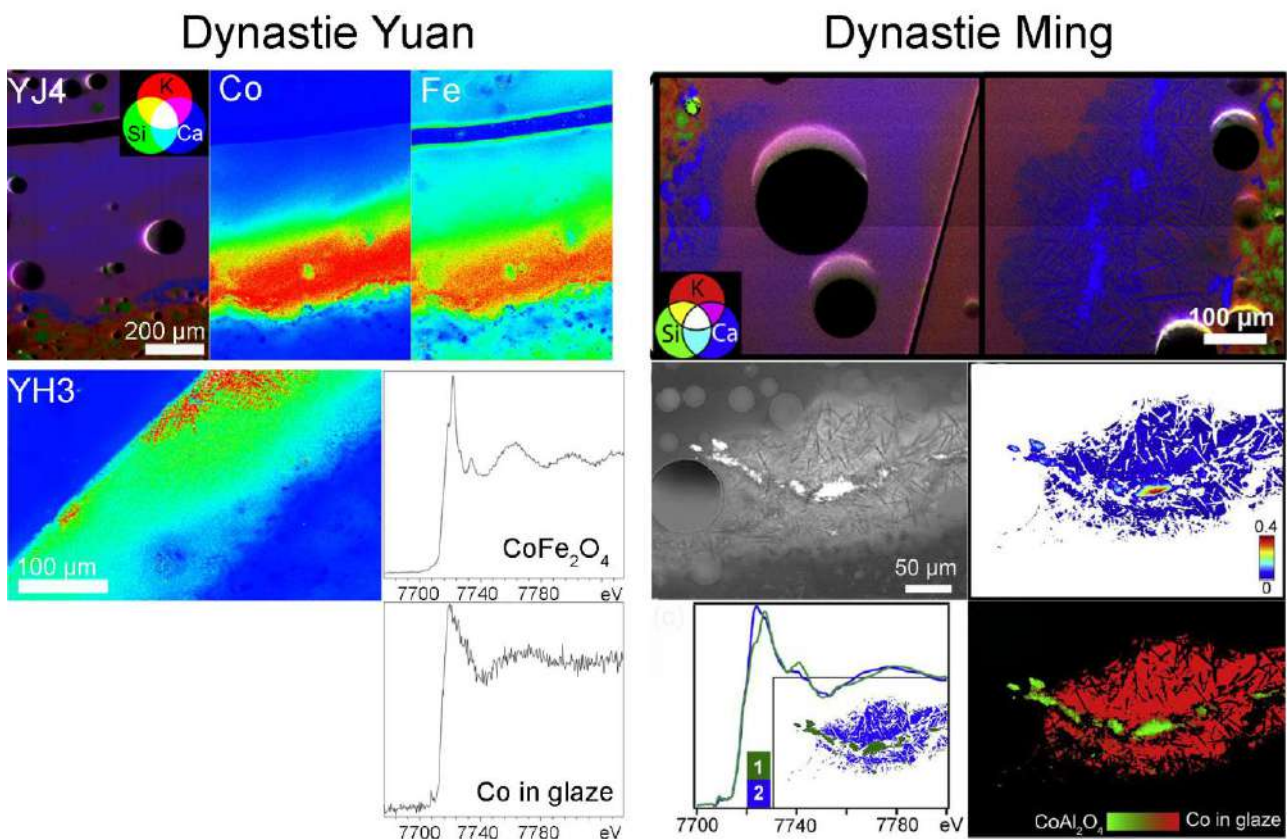 Dynastie Yuan
Dynastie Ming
YJ4
K
Si
Ca
200 µm
Co
Fe
K
Si
Ca
100 µm
YH3
100 µm
CoFe₂O₄
7700 7740 7780 eV
50 µm
0.4
0
Co in glaze
7700 7740 7780 eV
1
2
7700 7730 7780 eV
CoAl₂O₄
Co in glaze